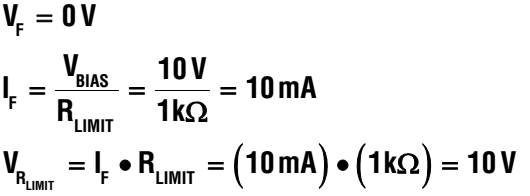 V_F = 0 V
I_F = V_BIAS / R_LIMIT = 10 V / 1kΩ = 10 mA
V_R_LIMIT = I_F • R_LIMIT = (10 mA) • (1kΩ) = 10 V